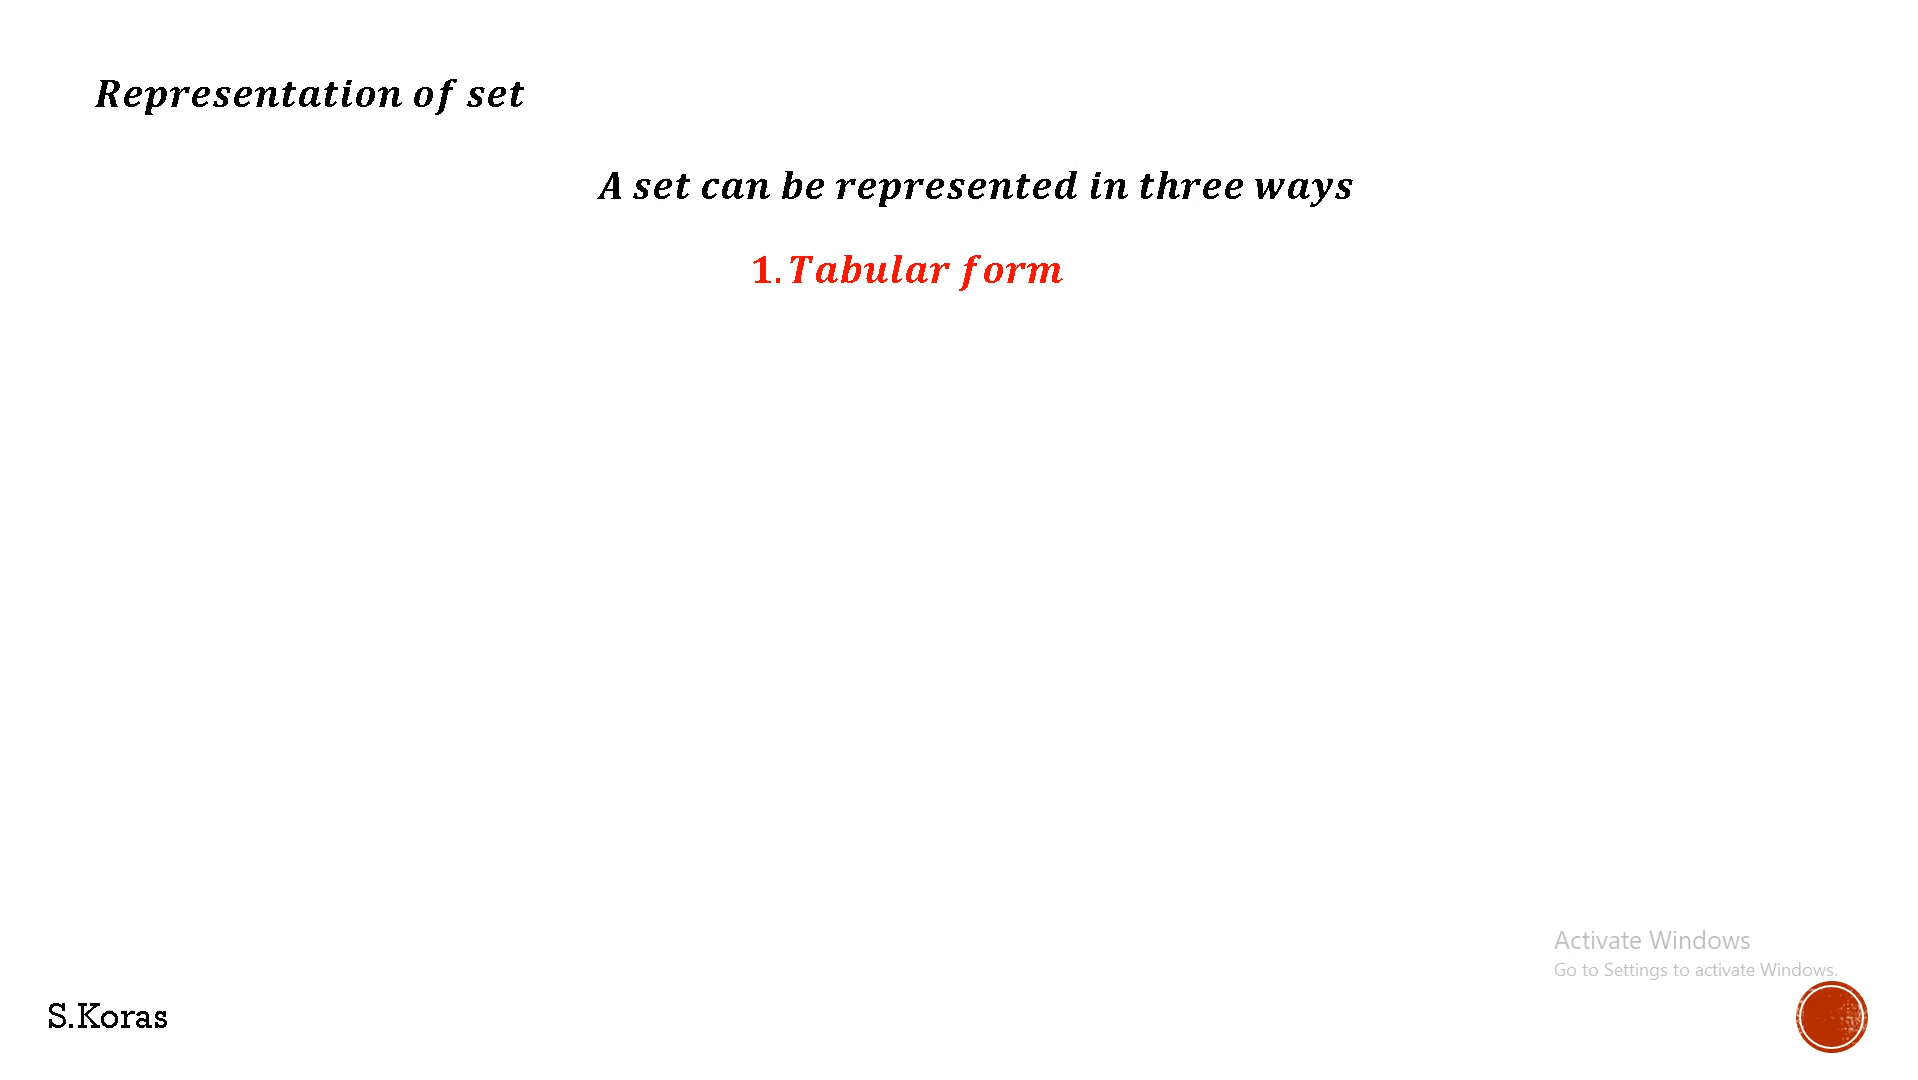 Representation of set
A set can be represented in three ways
1. Tabular form
Activate Windows
Go to Settings to activate Windows.
S.Koras